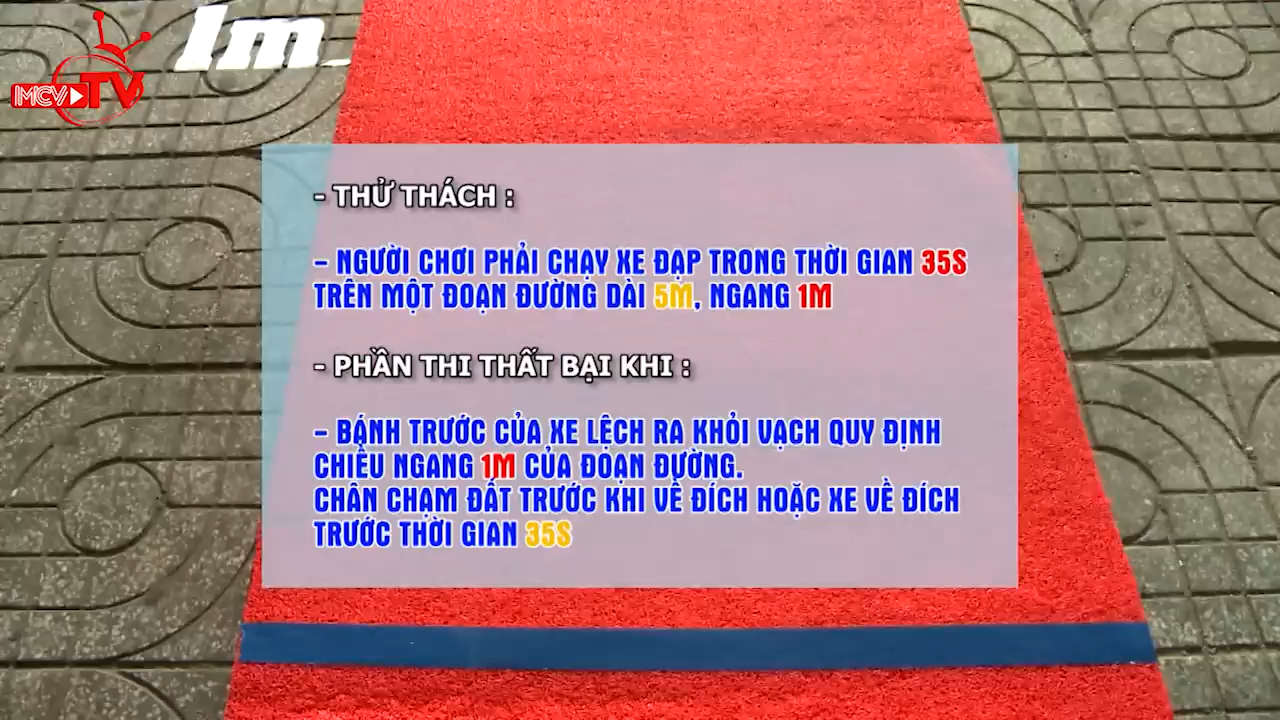 1m
IMCV TV
- THỬ THÁCH :
- NGƯỜI CHƠI PHẢI CHẠY XE ĐẠP TRONG THỜI GIAN 35S
TRÊN MỘT ĐOẠN ĐƯỜNG DÀI 5M, NGANG 1M
- PHẦN THI THẤT BẠI KHI :
- BÁNH TRƯỚC CỦA XE LỆCH RA KHỎI VẠCH QUY ĐỊNH
CHIỀU NGANG 1M CỦA ĐOẠN ĐƯỜNG.
CHÂN CHẠM ĐẤT TRƯỚC KHI VỀ ĐÍCH HOẶC XE VỀ ĐÍCH
TRƯỚC THỜI GIAN 35S